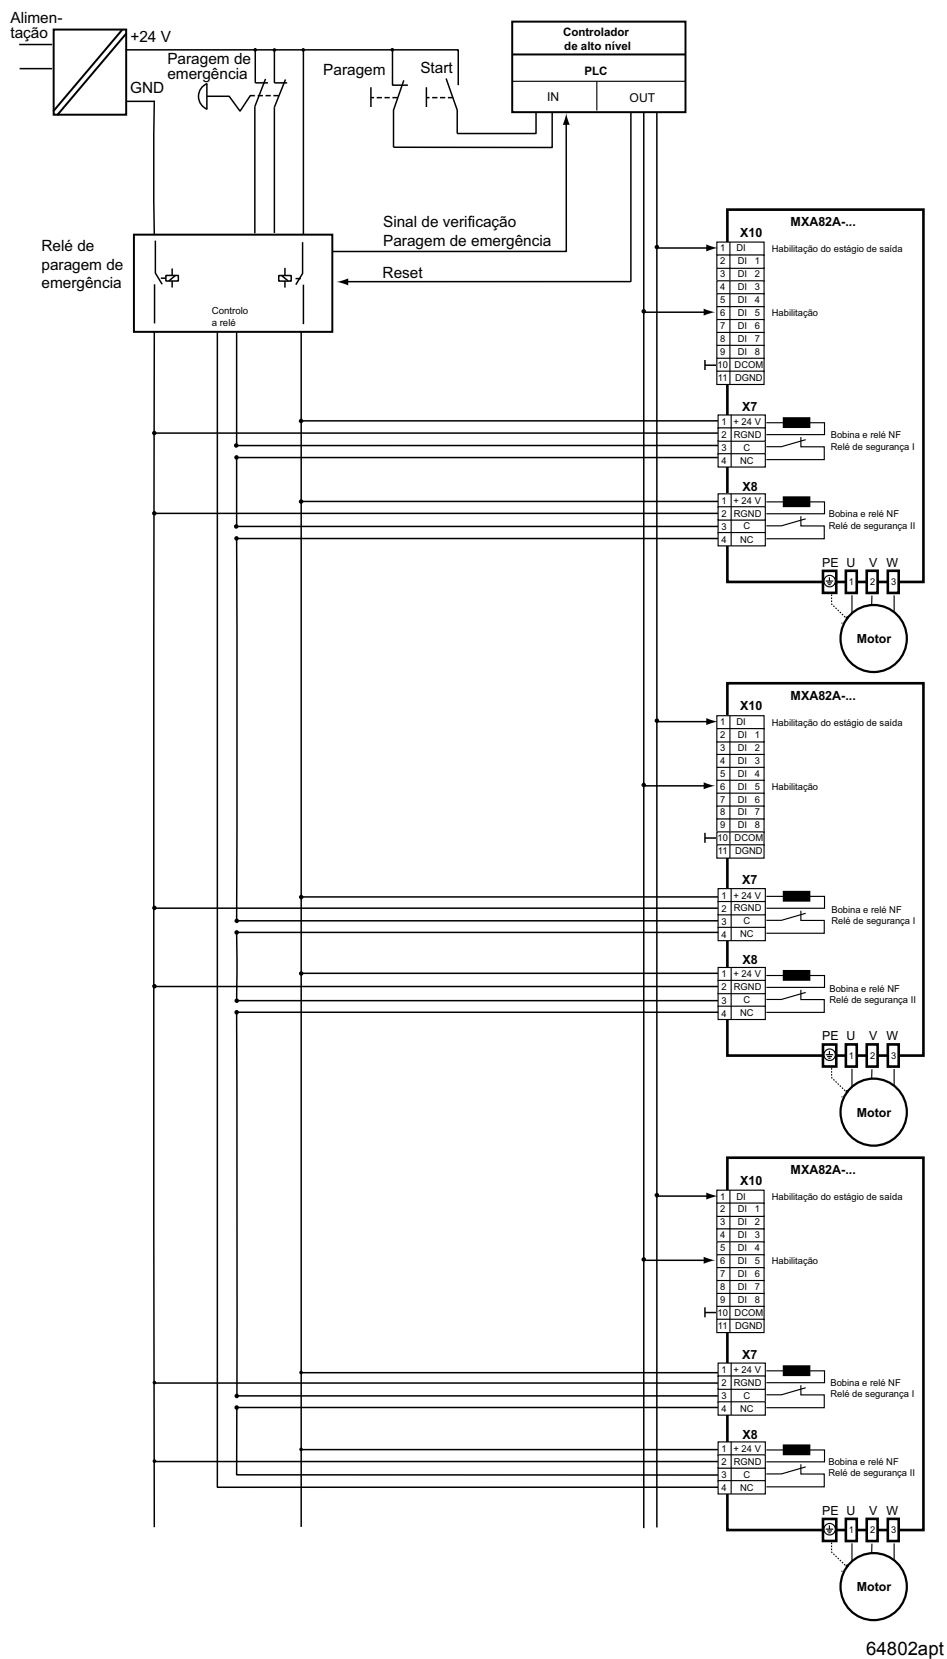 Alimen-
tação
+24 V
GND
Paragem de
emergência
Paragem
Start
Controlador
de alto nível
PLC
IN
OUT
Relé de
paragem de
emergência
Controlo
a relé
Sinal de verificação
Paragem de emergência
Reset
MXA82A-...
X10
1 DI Habilitação do estágio de saída
2 DI 1
3 DI 2
4 DI 3
5 DI 4
6 DI 5 Habilitação
7 DI 6
8 DI 7
9 DI 8
10 DCOM
11 DGND
X7
1 + 24 V
2 RGND Bobina e relé NF
3 C Relé de segurança I
4 NC
X8
1 + 24 V
2 RGND Bobina e relé NF
3 C Relé de segurança II
4 NC
PE U V W
1 2 3
Motor
MXA82A-...
X10
1 DI Habilitação do estágio de saída
2 DI 1
3 DI 2
4 DI 3
5 DI 4
6 DI 5 Habilitação
7 DI 6
8 DI 7
9 DI 8
10 DCOM
11 DGND
X7
1 + 24 V
2 RGND Bobina e relé NF
3 C Relé de segurança I
4 NC
X8
1 + 24 V
2 RGND Bobina e relé NF
3 C Relé de segurança II
4 NC
PE U V W
1 2 3
Motor
MXA82A-...
X10
1 DI Habilitação do estágio de saída
2 DI 1
3 DI 2
4 DI 3
5 DI 4
6 DI 5 Habilitação
7 DI 6
8 DI 7
9 DI 8
10 DCOM
11 DGND
X7
1 + 24 V
2 RGND Bobina e relé NF
3 C Relé de segurança I
4 NC
X8
1 + 24 V
2 RGND Bobina e relé NF
3 C Relé de segurança II
4 NC
PE U V W
1 2 3
Motor
64802apt